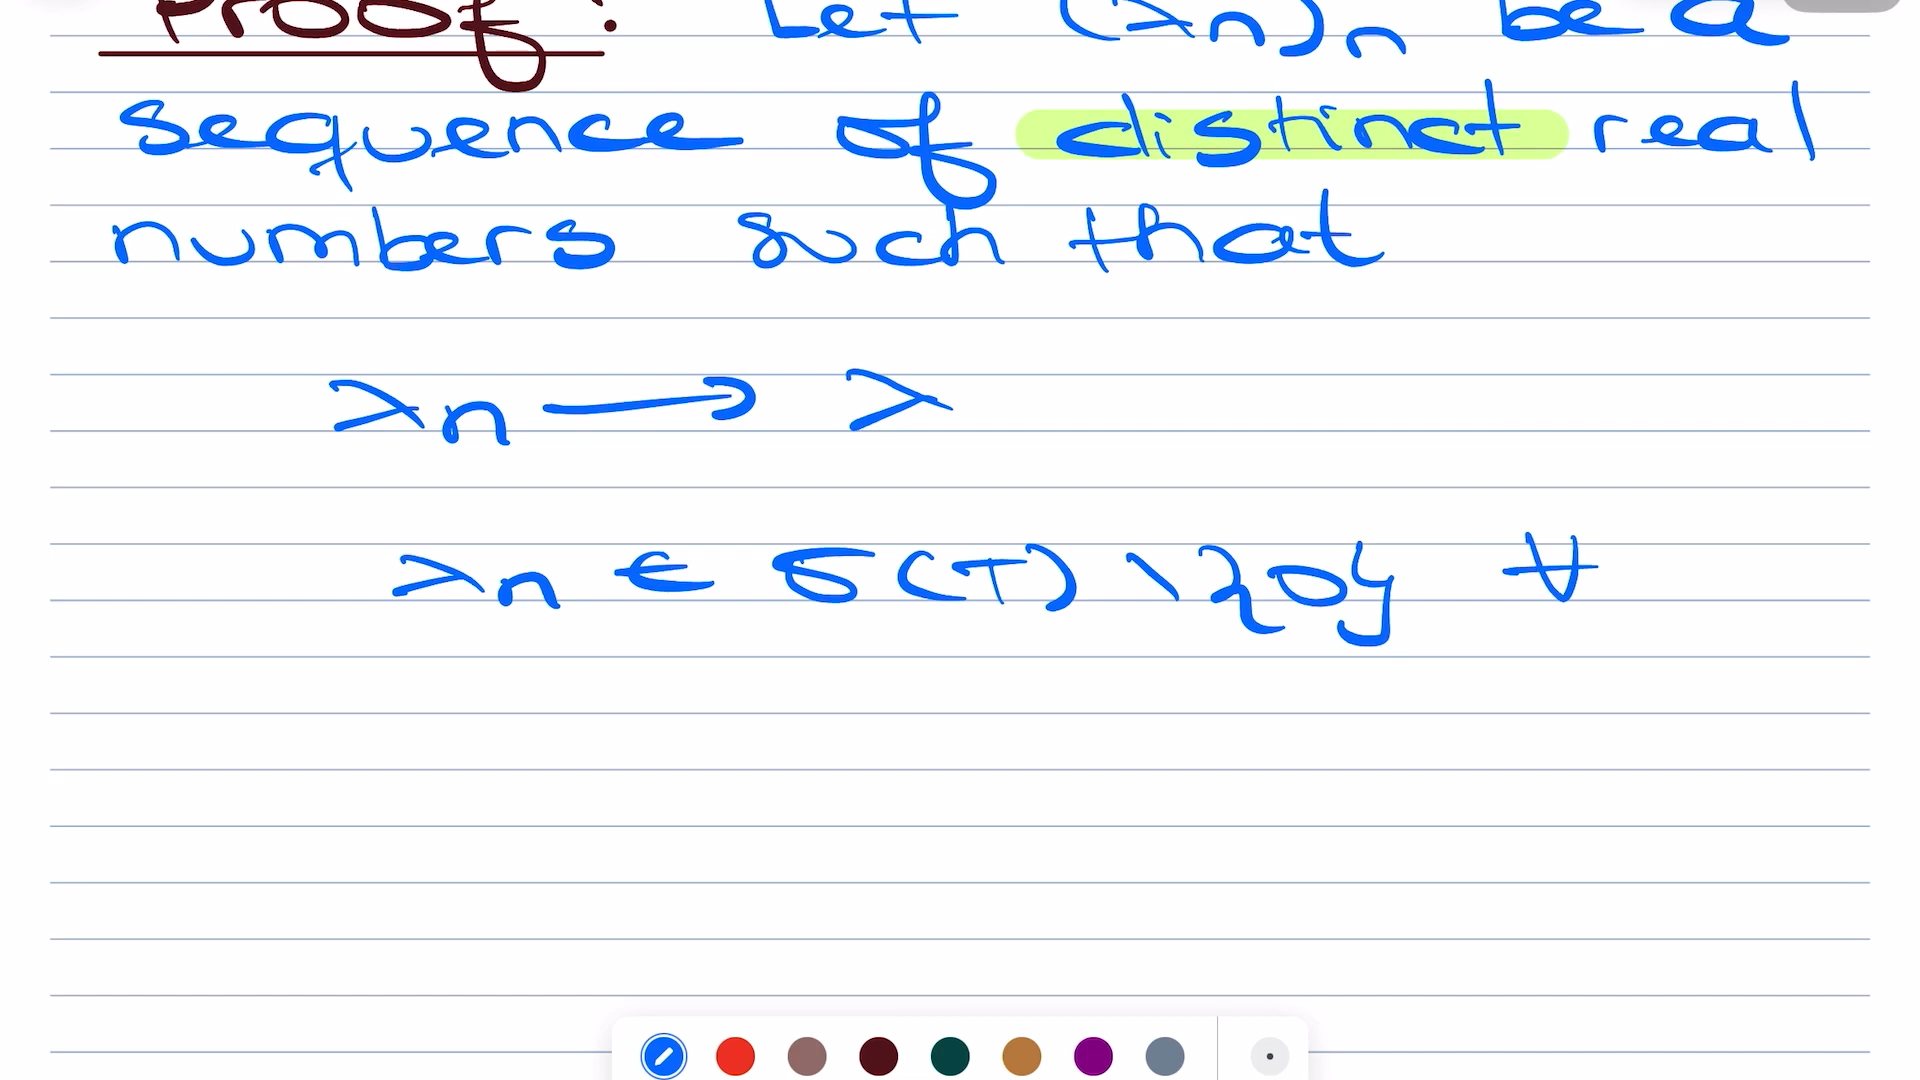 Proof: Let (λn)n be a
sequence of distinct real
numbers such that
λn ⟶ λ
λn ∈ σ(T) \ {0} ∀